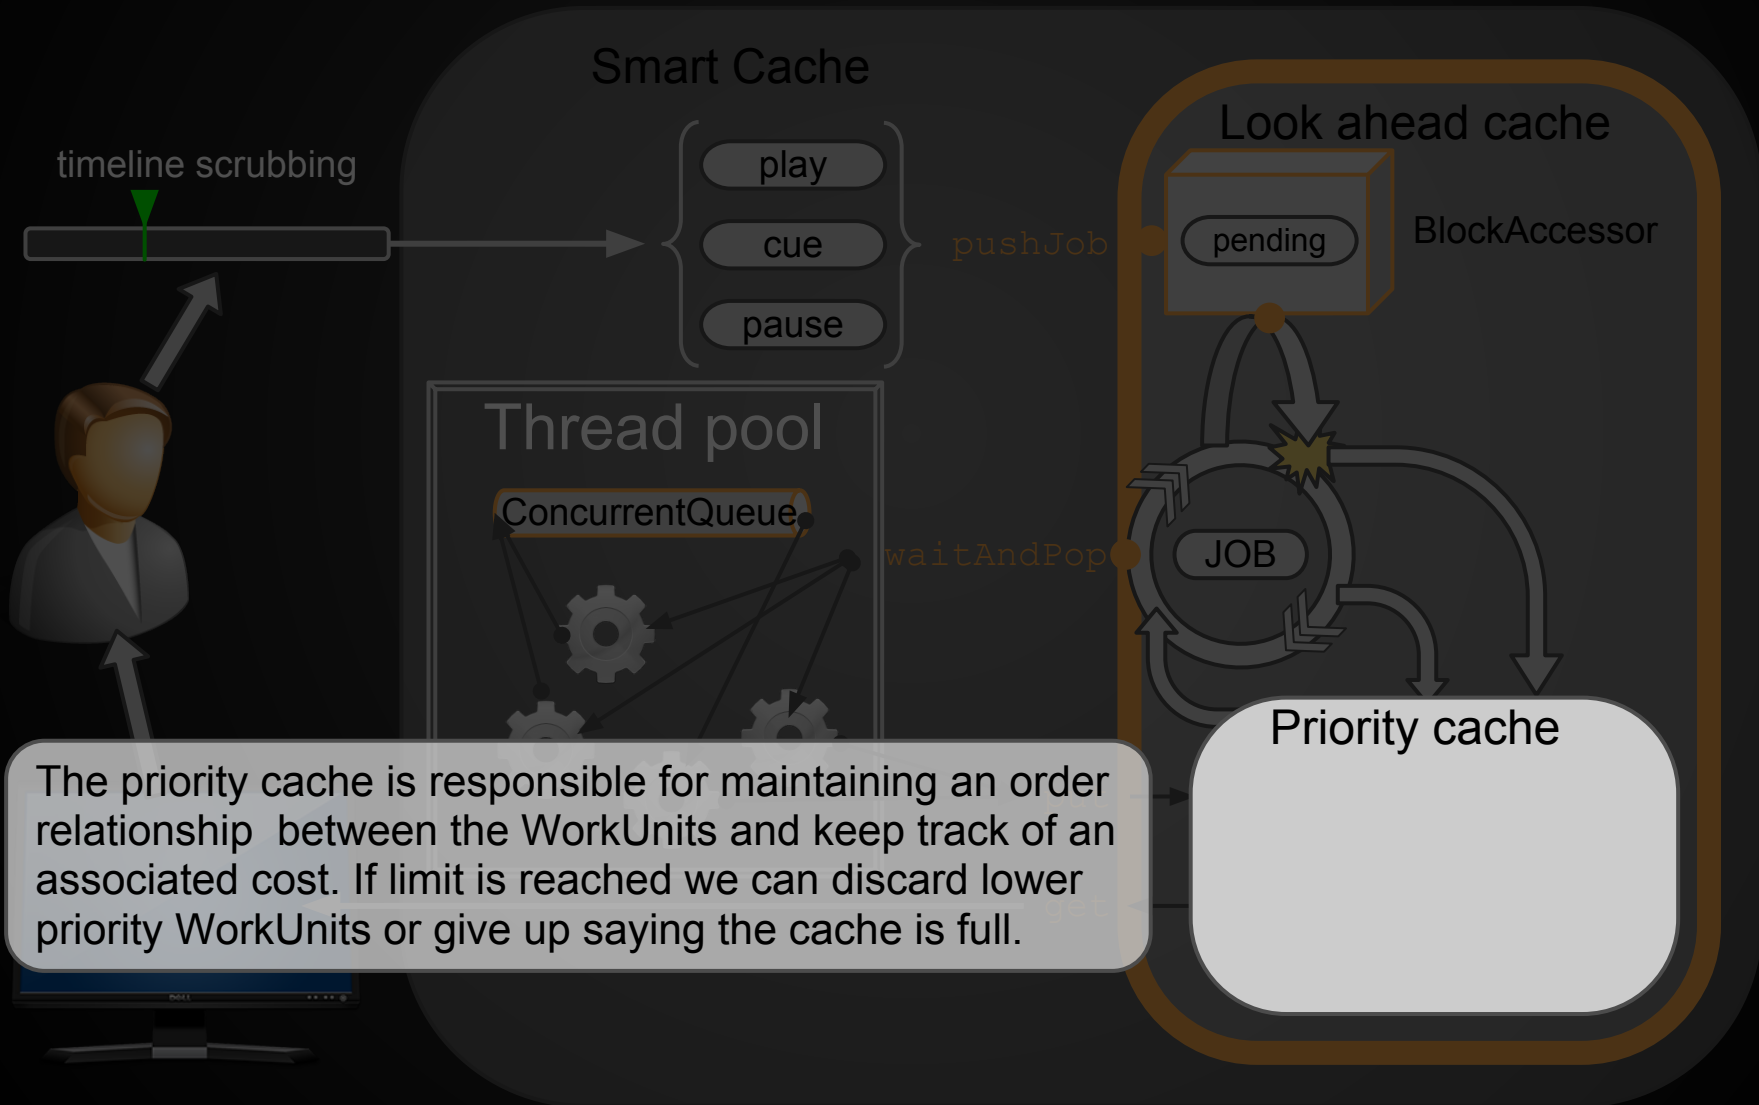 Smart Cache
Look ahead cache
timeline scrubbing
play
cue
pause
pushJob
pending
BlockAccessor
Thread pool
ConcurrentQueue
waitAndPop
JOB
Priority cache
put
get
The priority cache is responsible for maintaining an order
relationship  between the WorkUnits and keep track of an
associated cost. If limit is reached we can discard lower
priority WorkUnits or give up saying the cache is full.
DELL